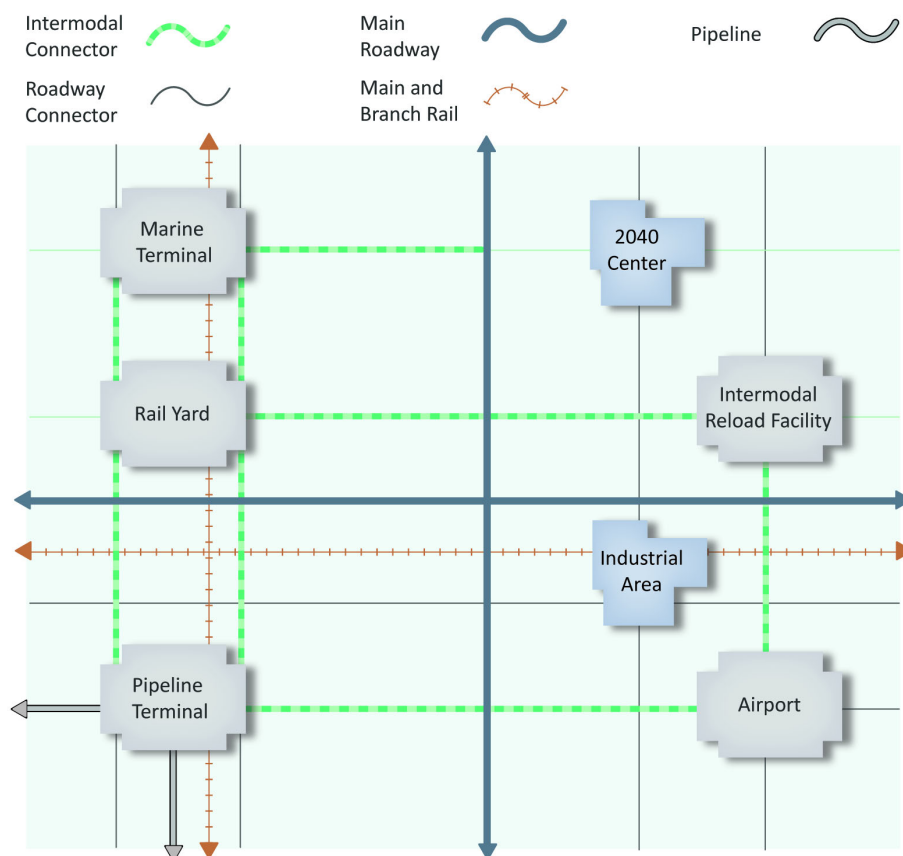 Intermodal
Connector
Main
Roadway
Pipeline
Roadway
Connector
Main and
Branch Rail
Marine
Terminal
2040
Center
Rail Yard
Intermodal
Reload Facility
Industrial
Area
Pipeline
Terminal
Airport